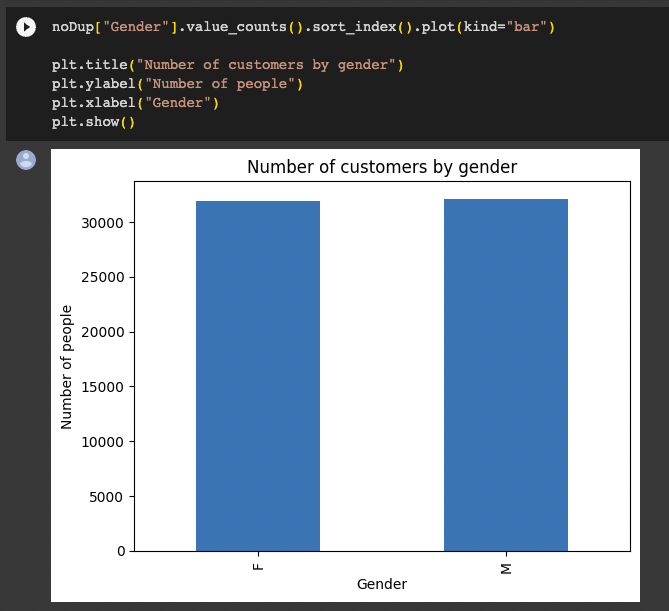 noDup["Gender"].value_counts().sort_index().plot(kind="bar")
plt.title("Number of customers by gender")
plt.ylabel("Number of people")
plt.xlabel("Gender")
plt.show()
Number of customers by gender
Number of people
30000
25000
20000
15000
10000
5000
0
F
M
Gender